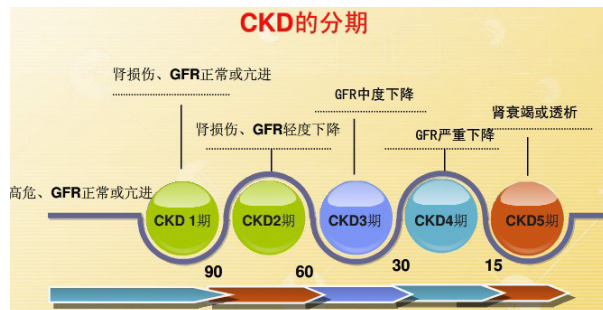 CKD的分期
肾损伤、GFR正常或亢进
GFR中度下降
肾衰竭或透析
肾损伤、GFR轻度下降
GFR严重下降
高危、GFR正常或亢进
CKD 1期
CKD2期
CKD3期
CKD4期
CKD5期
90
60
30
15